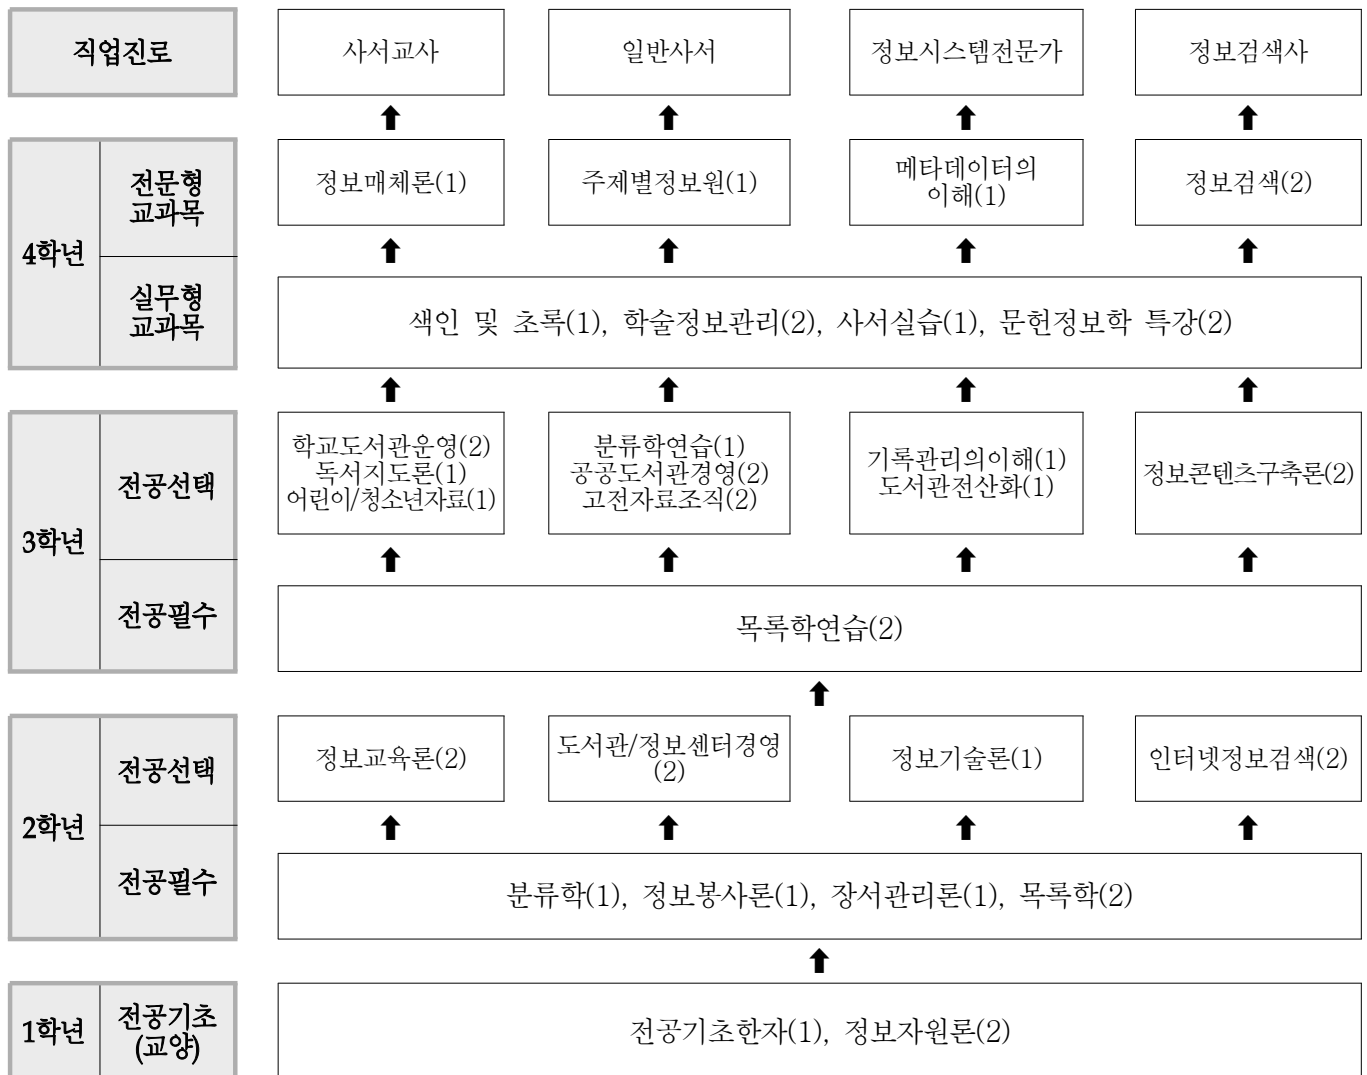 직업진로
사서교사
일반사서
정보시스템전문가
정보검색사
4학년
전문형
교과목
정보매체론(1)
주제별정보원(1)
메타데이터의
이해(1)
정보검색(2)
실무형
교과목
색인 및 초록(1), 학술정보관리(2), 사서실습(1), 문헌정보학 특강(2)
3학년
전공선택
학교도서관운영(2)
독서지도론(1)
어린이/청소년자료(1)
분류학연습(1)
공공도서관경영(2)
고전자료조직(2)
기록관리의이해(1)
도서관전산화(1)
정보콘텐츠구축론(2)
전공필수
목록학연습(2)
2학년
전공선택
정보교육론(2)
도서관/정보센터경영
(2)
정보기술론(1)
인터넷정보검색(2)
전공필수
분류학(1), 정보봉사론(1), 장서관리론(1), 목록학(2)
1학년
전공기초
(교양)
전공기초한자(1), 정보자원론(2)